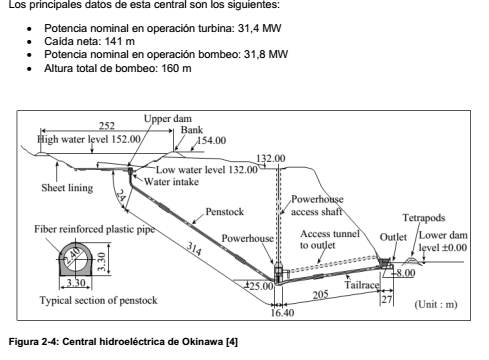 Los principales datos de esta central son los siguientes:
• Potencia nominal en operación turbina: 31,4 MW
• Caída neta: 141 m
• Potencia nominal en operación bombeo: 31,8 MW
• Altura total de bombeo: 160 m
Upper dam
252
Bank
High water level 152.00
154.00
132.00
Low water level 132.00
Sheet lining
Water intake
24
Penstock
Powerhouse
access shaft
Tetrapods
Fiber reinforced plastic pipe
Powerhouse
Access tunnel
to outlet
Outlet
Lower dam
level ±0.00
314
2.40
3.30
3.30
-25.00
-8.00
Tailrace
205
27
16.40
Typical section of penstock
(Unit : m)
Figura 2-4: Central hidroeléctrica de Okinawa [4]